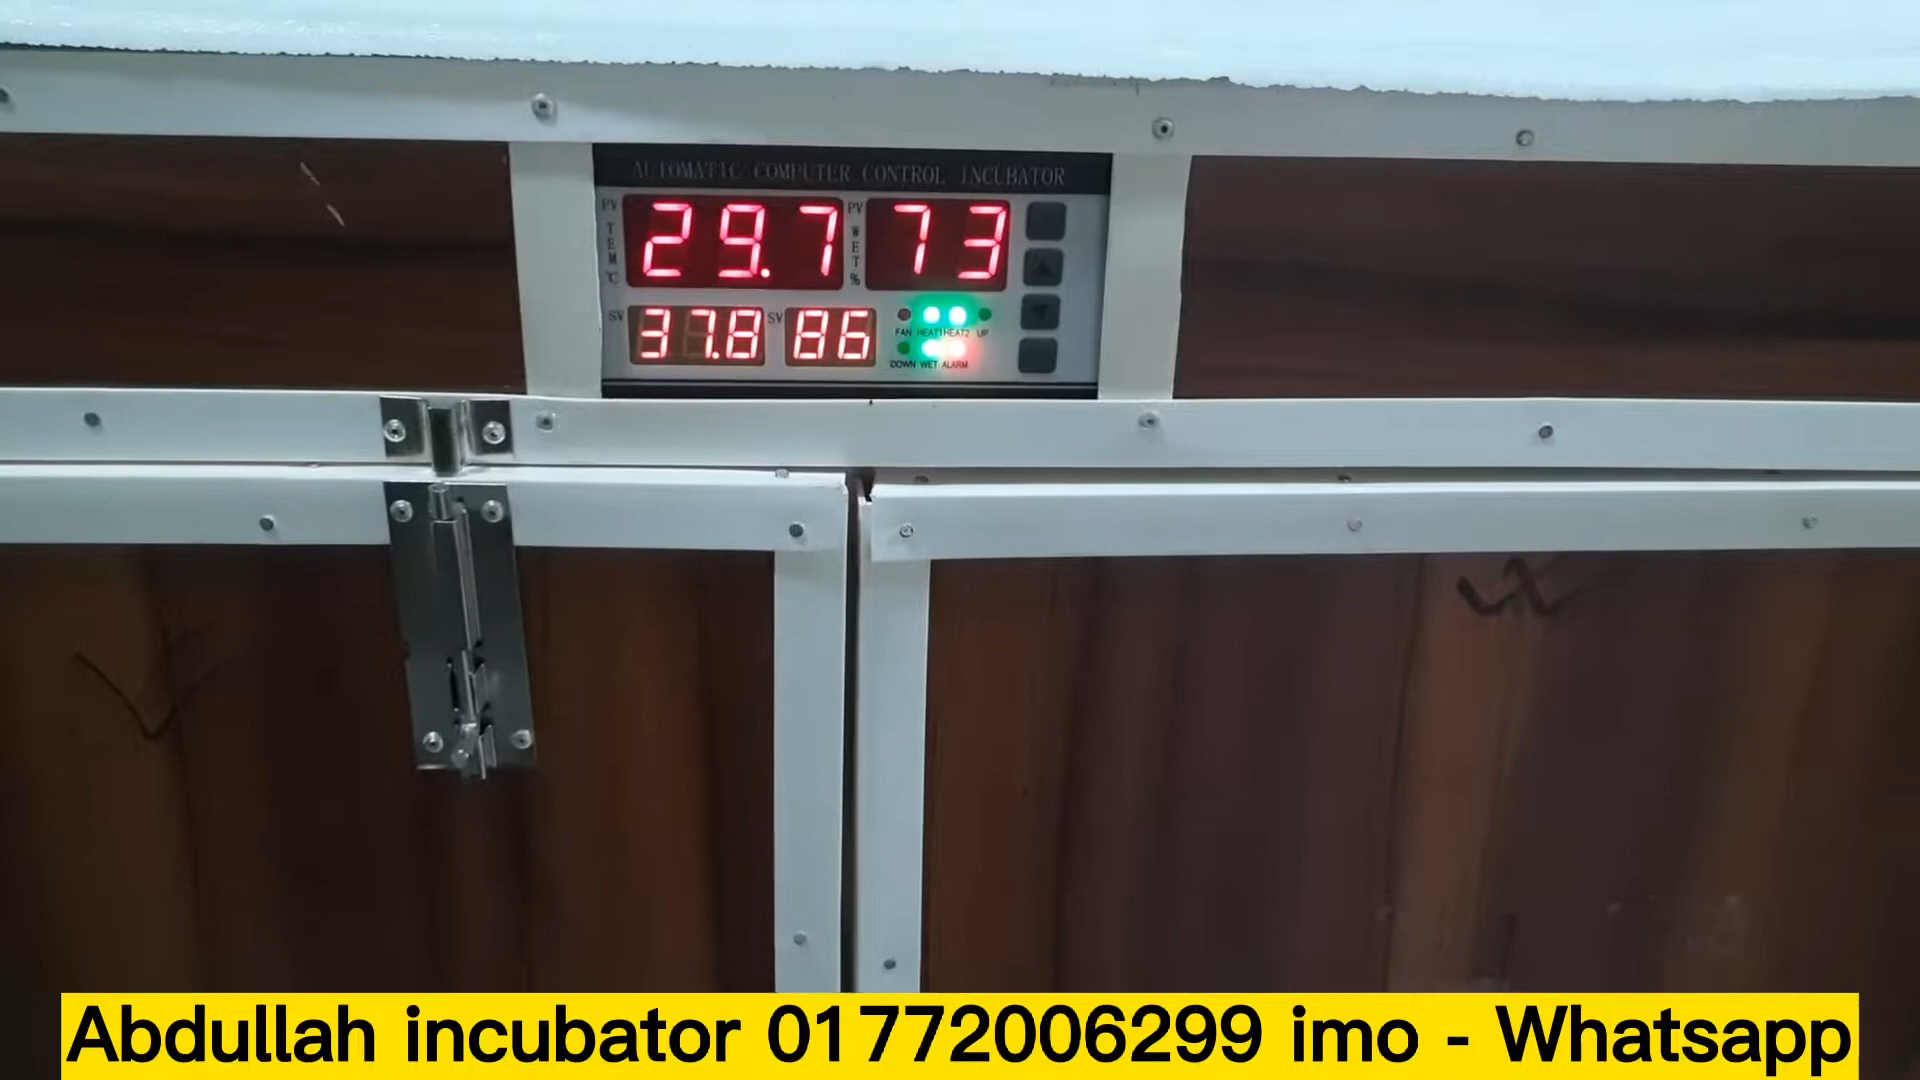 AUTOMATIC COMPUTER CONTROL INCUBATOR
PV TEM ℃ 29.7 PV WET % 73
SV 37.8 SV 86
FAN HEAT1 HEAT2 UP
DOWN WET ALARM
Abdullah incubator 01772006299 imo - Whatsapp